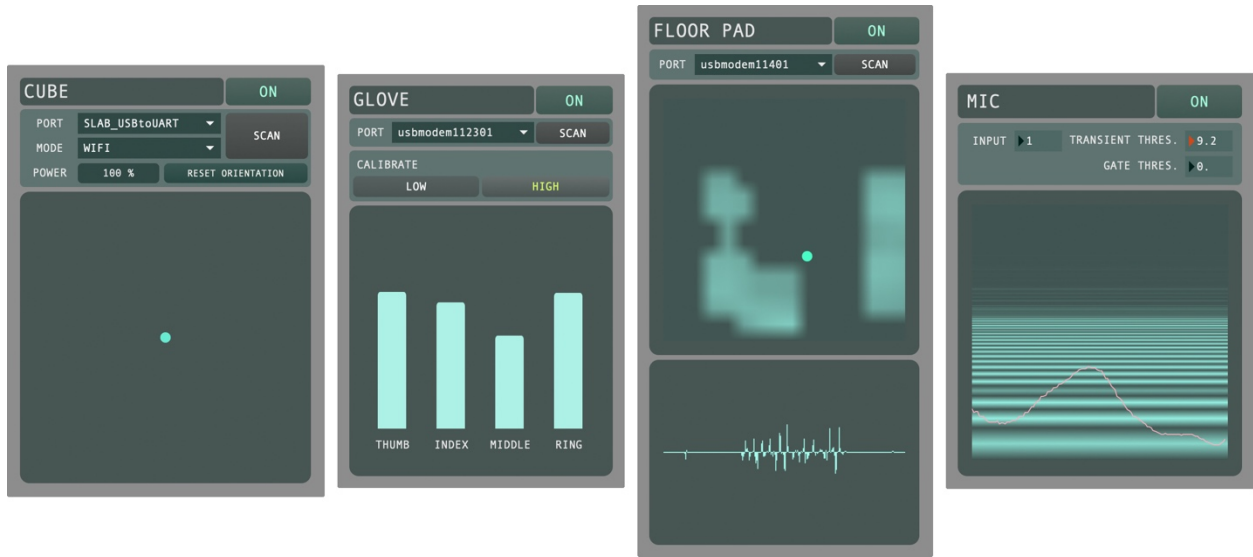 CUBE ON
PORT SLAB_USBtoUART SCAN
MODE WIFI
POWER 100 % RESET ORIENTATION
GLOVE ON
PORT usbmodem112301 SCAN
CALIBRATE
LOW HIGH
THUMB INDEX MIDDLE RING
FLOOR PAD ON
PORT usbmodem11401 SCAN
MIC ON
INPUT 1 TRANSIENT THRES. 9.2
GATE THRES. 0.